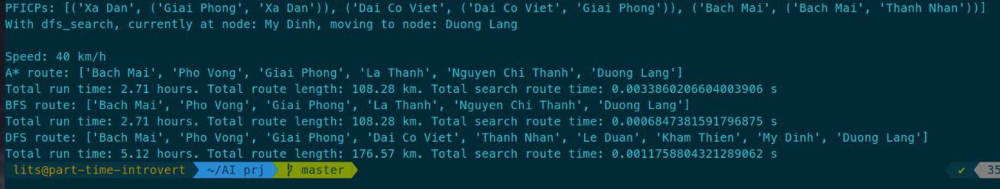 PFICPs: [('Xa Dan', ('Giai Phong', 'Xa Dan')), ('Dai Co Viet', ('Dai Co Viet', 'Giai Phong')), ('Bach Mai', ('Bach Mai', 'Thanh Nhan'))]
With dfs_search, currently at node: My Dinh, moving to node: Duong Lang
Speed: 40 km/h
A* route: ['Bach Mai', 'Pho Vong', 'Giai Phong', 'La Thanh', 'Nguyen Chi Thanh', 'Duong Lang']
Total run time: 2.71 hours. Total route length: 108.28 km. Total search route time: 0.0033860206604003906 s
BFS route: ['Bach Mai', 'Pho Vong', 'Giai Phong', 'La Thanh', 'Nguyen Chi Thanh', 'Duong Lang']
Total run time: 2.71 hours. Total route length: 108.28 km. Total search route time: 0.0006847381591796875 s
DFS route: ['Bach Mai', 'Pho Vong', 'Giai Phong', 'Dai Co Viet', 'Thanh Nhan', 'Le Duan', 'Kham Thien', 'My Dinh', 'Duong Lang']
Total run time: 5.12 hours. Total route length: 176.57 km. Total search route time: 0.0011758804321289062 s
lits@part-time-introvert ~/AI prj master ✔ 35